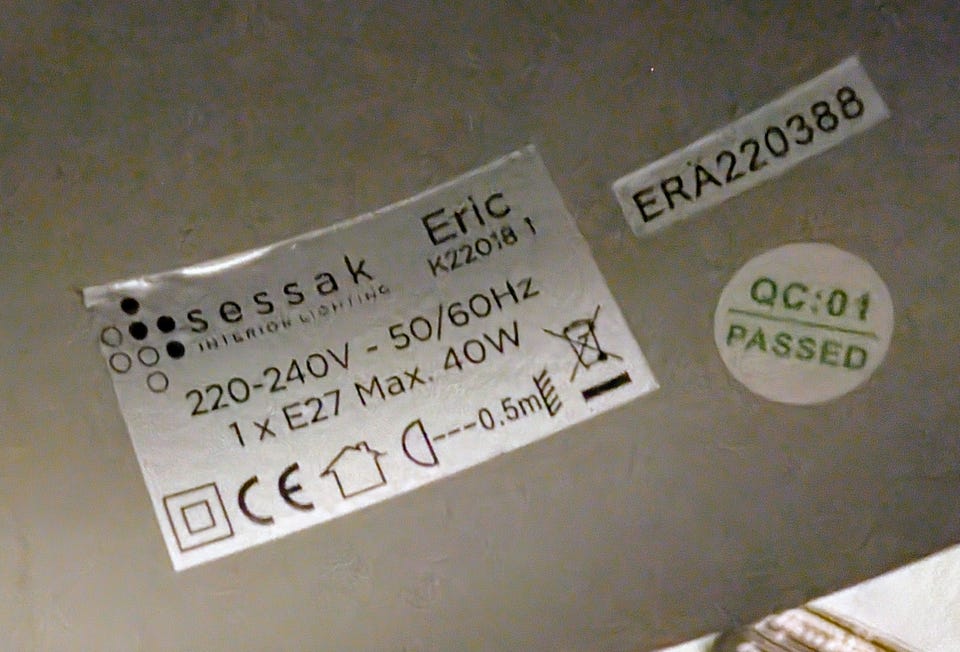 sessak
INTERIOR LIGHTING
Eric
K22018 1
220-240V - 50/60Hz
1 x E27 Max. 40W
CE
0.5m
ERA220388
QC:01
PASSED